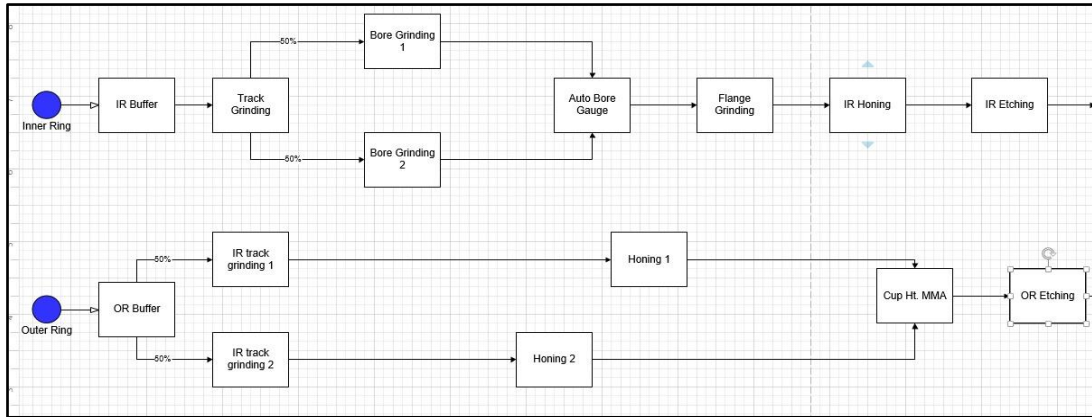 Bore Grinding
1
50%
IR Buffer
Track
Grinding
Auto Bore
Gauge
Flange
Grinding
IR Honing
IR Etching
Inner Ring
50%
Bore Grinding
2
50%
IR track
grinding 1
Honing 1
OR Buffer
Cup Ht. MMA
OR Etching
Outer Ring
50%
IR track
grinding 2
Honing 2